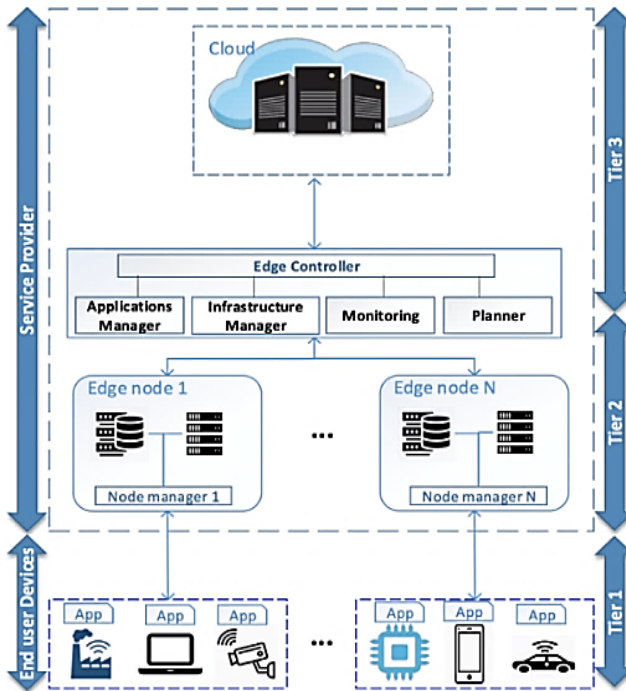 Cloud
Tier 3
Service Provider
Edge Controller
Applications
Manager
Infrastructure
Manager
Monitoring
Planner
Edge node 1
Edge node N
...
Tier 2
Node manager 1
Node manager N
End user Devices
App
App
App
...
App
App
App
Tier 1